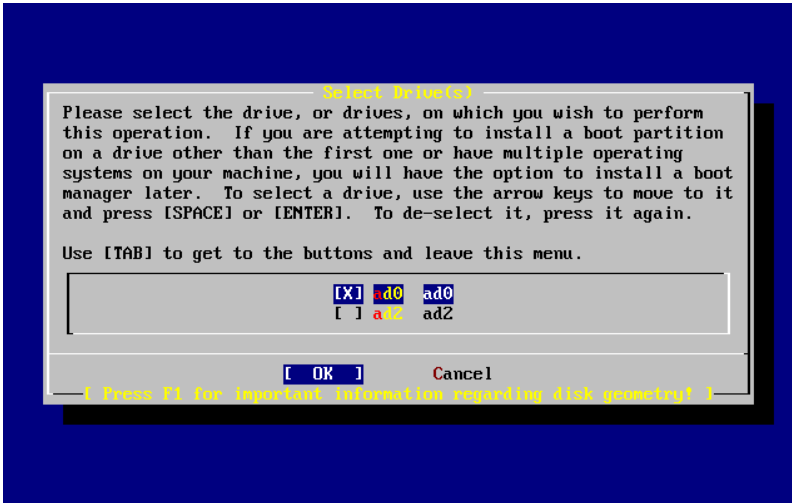 Select Drive(s)
Please select the drive, or drives, on which you wish to perform
this operation.  If you are attempting to install a boot partition
on a drive other than the first one or have multiple operating
systems on your machine, you will have the option to install a boot
manager later.  To select a drive, use the arrow keys to move to it
and press [SPACE] or [ENTER].  To de-select it, press it again.
Use [TAB] to get to the buttons and leave this menu.
[X] ad0  ad0
[ ] ad2  ad2
[  OK  ]  Cancel
[ Press F1 for important information regarding disk geometry! ]